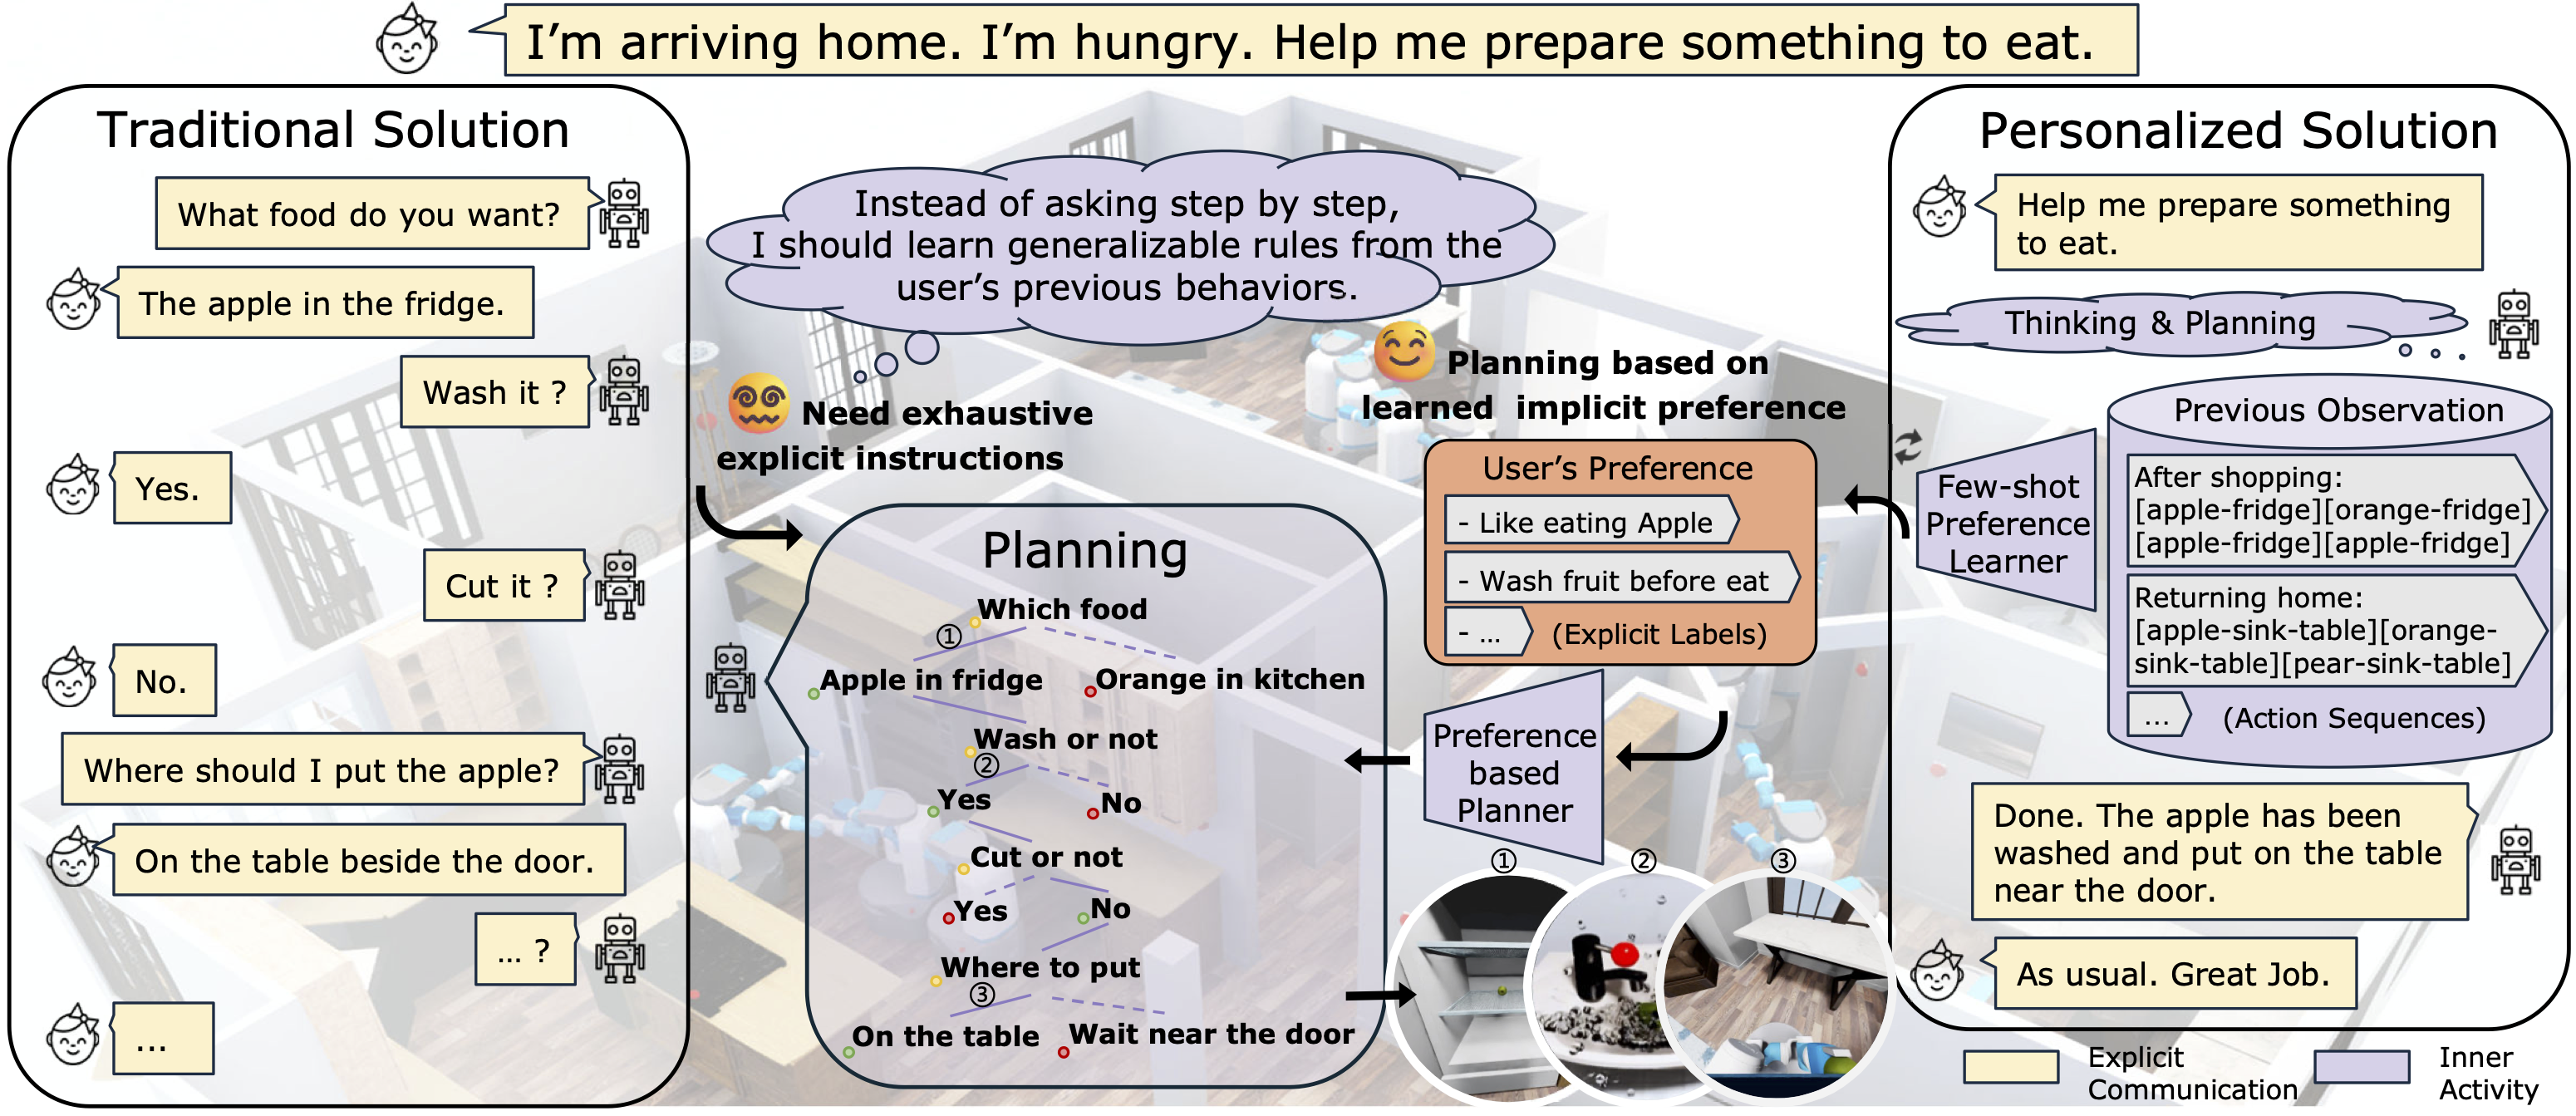 I'm arriving home. I'm hungry. Help me prepare something to eat.
Traditional Solution
What food do you want?
The apple in the fridge.
Wash it ?
Yes.
Cut it ?
No.
Where should I put the apple?
On the table beside the door.
... ?
...
Instead of asking step by step,
I should learn generalizable rules from the
user's previous behaviors.
Need exhaustive
explicit instructions
Planning based on
learned implicit preference
User's Preference
- Like eating Apple
- Wash fruit before eat
- ...
(Explicit Labels)
Planning
Which food
①
Apple in fridge
Orange in kitchen
Wash or not
②
Yes
No
Cut or not
Yes
No
Where to put
③
On the table
Wait near the door
Preference
based
Planner
①
②
③
Personalized Solution
Help me prepare something
to eat.
Thinking & Planning
Few-shot
Preference
Learner
Previous Observation
After shopping:
[apple-fridge][orange-fridge]
[apple-fridge][apple-fridge]
Returning home:
[apple-sink-table][orange-
sink-table][pear-sink-table]
...
(Action Sequences)
Done. The apple has been
washed and put on the table
near the door.
As usual. Great Job.
Explicit
Communication
Inner
Activity